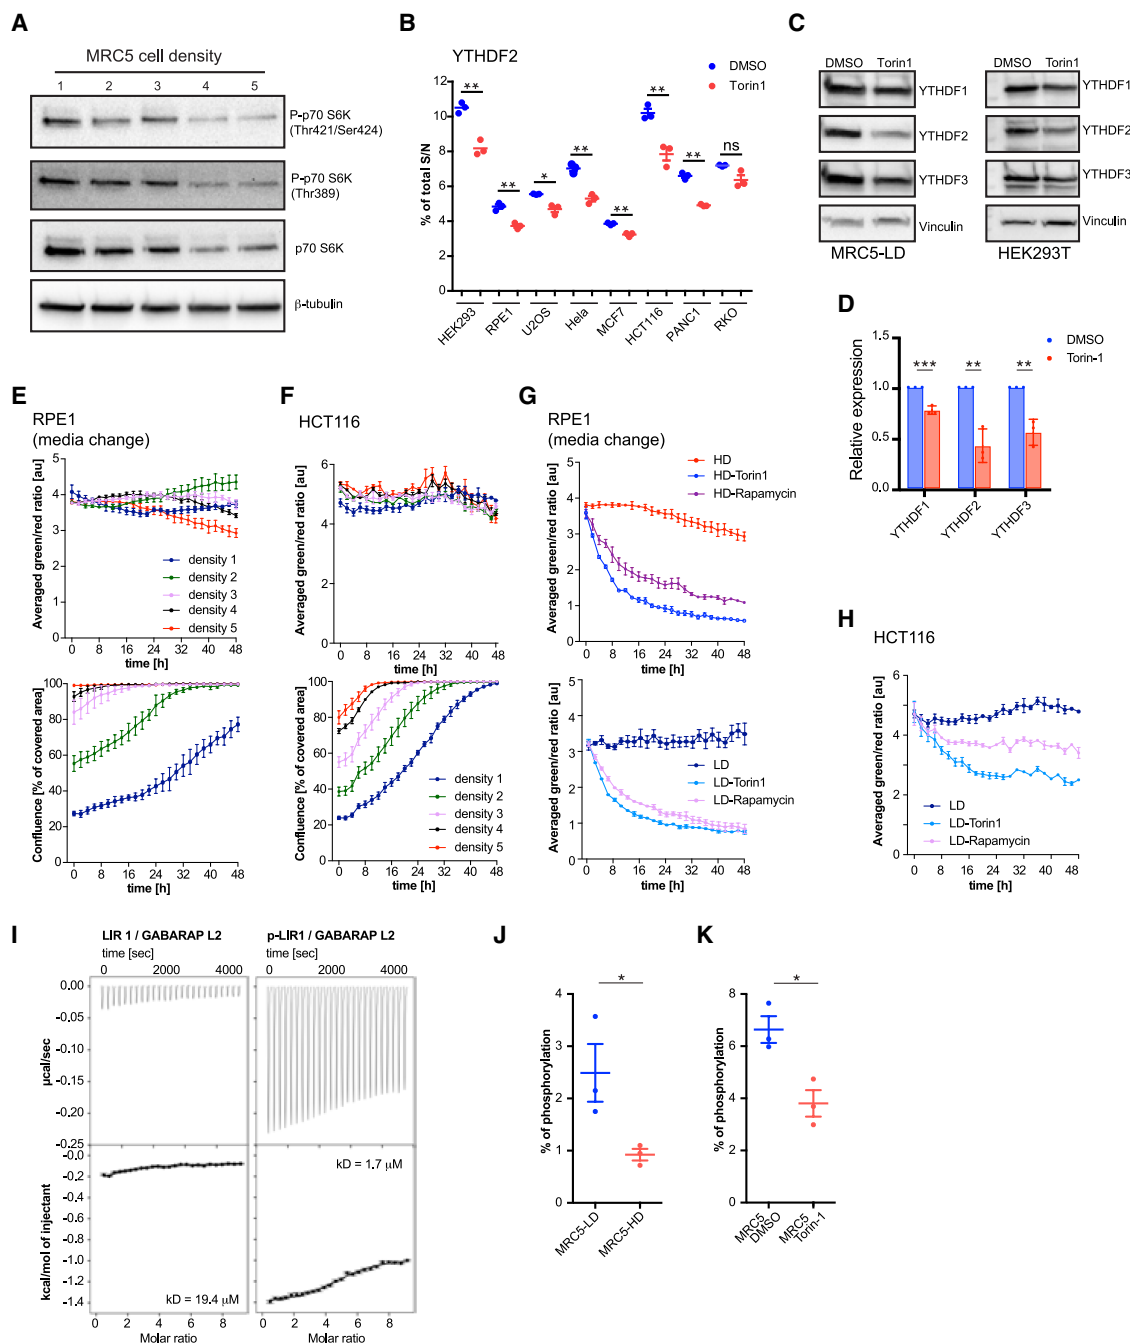 A
MRC5 cell density
1 2 3 4 5
P-p70 S6K
(Thr421/Ser424)
P-p70 S6K
(Thr389)
p70 S6K
β-tubulin
B
YTHDF2
DMSO
Torin1
% of total S/N
12
10
8
6
4
2
0
** ** * ** ** ** ** ns
HEK293
RPE1
U2OS
Hela
MCF7
HCT116
PANC1
RKO
C
DMSO Torin1
YTHDF1
YTHDF2
YTHDF3
Vinculin
MRC5-LD
DMSO Torin1
YTHDF1
YTHDF2
YTHDF3
Vinculin
HEK293T
D
DMSO
Torin-1
Relative expression
1.5
1.0
0.5
0.0
*** ** **
YTHDF1
YTHDF2
YTHDF3
E
RPE1
(media change)
Averaged green/red ratio [au]
5
4
3
2
1
0
density 1
density 2
density 3
density 4
density 5
0 8 16 24 32 40 48
time [h]
Confluence [% of covered area]
100
80
60
40
20
0
0 8 16 24 32 40 48
time [h]
F
HCT116
Averaged green/red ratio [au]
6
4
2
0
0 8 16 24 32 40 48
time [h]
Confluence [% of covered area]
100
80
60
40
20
0
density 1
density 2
density 3
density 4
density 5
0 8 16 24 32 40 48
time [h]
G
RPE1
(media change)
HD
HD-Torin1
HD-Rapamycin
Averaged green/red ratio [au]
5
4
3
2
1
0
0 8 16 24 32 40 48
time [h]
Averaged green/red ratio [au]
5
4
3
2
1
0
LD
LD-Torin1
LD-Rapamycin
0 8 16 24 32 40 48
time [h]
H
HCT116
Averaged green/red ratio [au]
6
4
2
0
LD
LD-Torin1
LD-Rapamycin
0 8 16 24 32 40 48
time [h]
I
LIR 1 / GABARAP L2
time [sec]
0 2000 4000
p-LIR1 / GABARAP L2
time [sec]
0 2000 4000
µcal/sec
0.00
-0.05
-0.10
-0.15
-0.20
-0.25
kcal/mol of injectant
-0.0
-0.2
-0.4
-0.6
-0.8
-1.0
-1.2
-1.4
kD = 19.4 µM
kD = 1.7 µM
0 2 4 6 8
Molar ratio
0 2 4 6 8
Molar ratio
J
*
% of phosphorylation
4
3
2
1
0
MRC5-LD
MRC5-HD
K
*
% of phosphorylation
8
6
4
2
0
MRC5
DMSO
MRC5
Torin-1